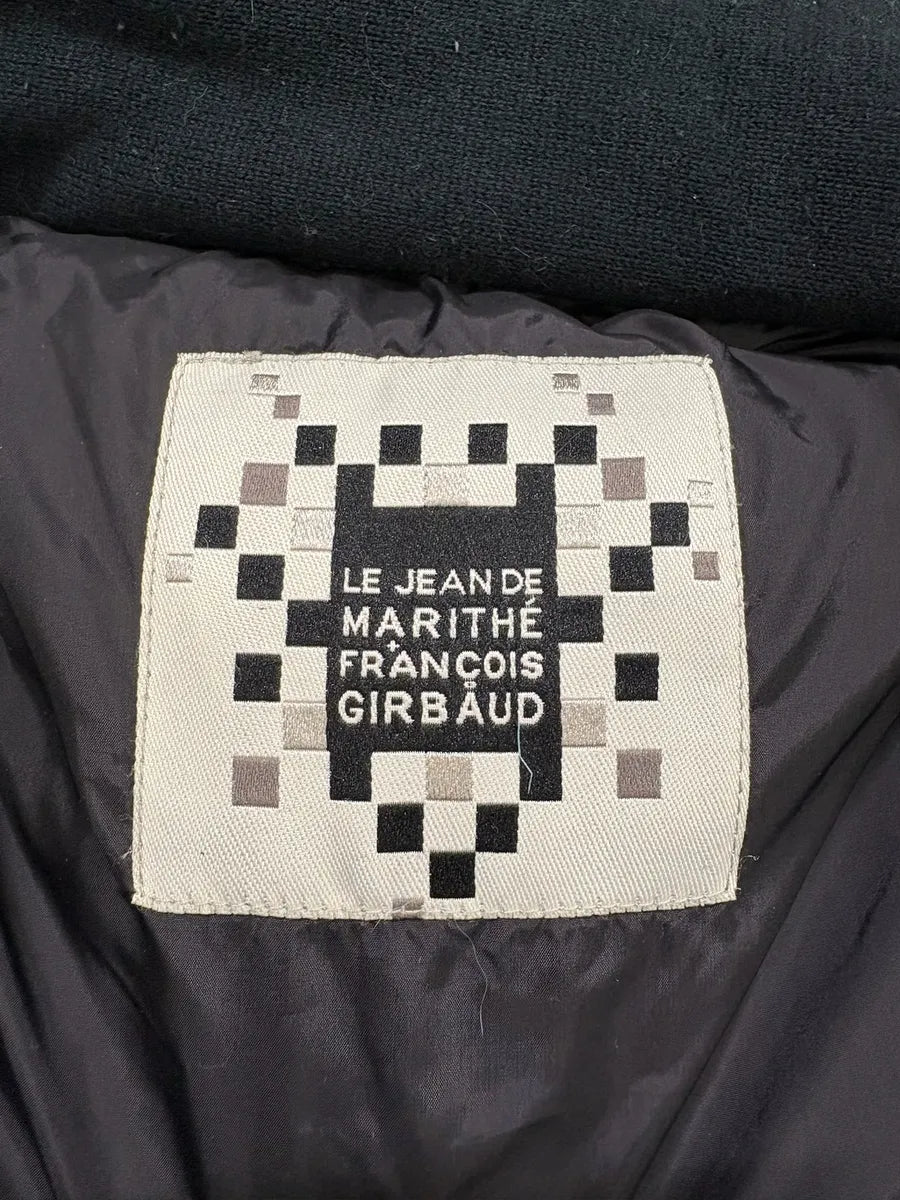 LE JEAN DE
MARITHÉ
+
FRANÇOIS
GIRBAUD